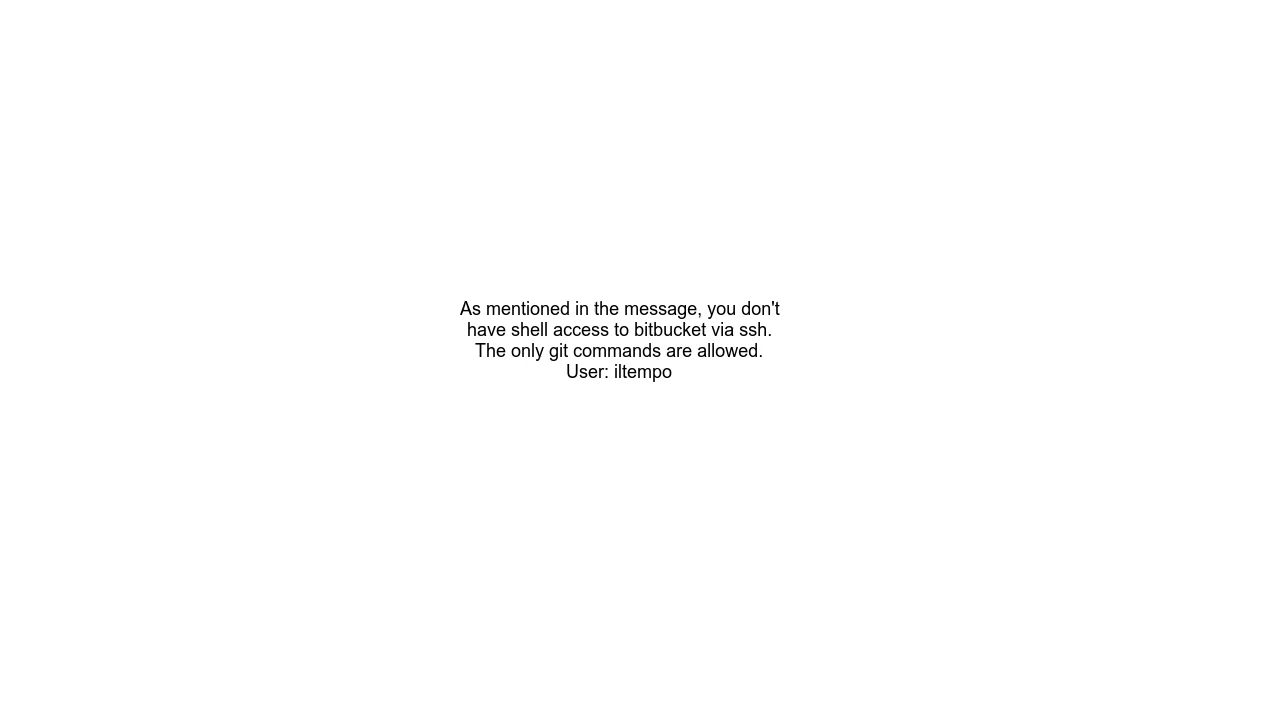 As mentioned in the message, you don't
have shell access to bitbucket via ssh.
The only git commands are allowed.
User: iltempo